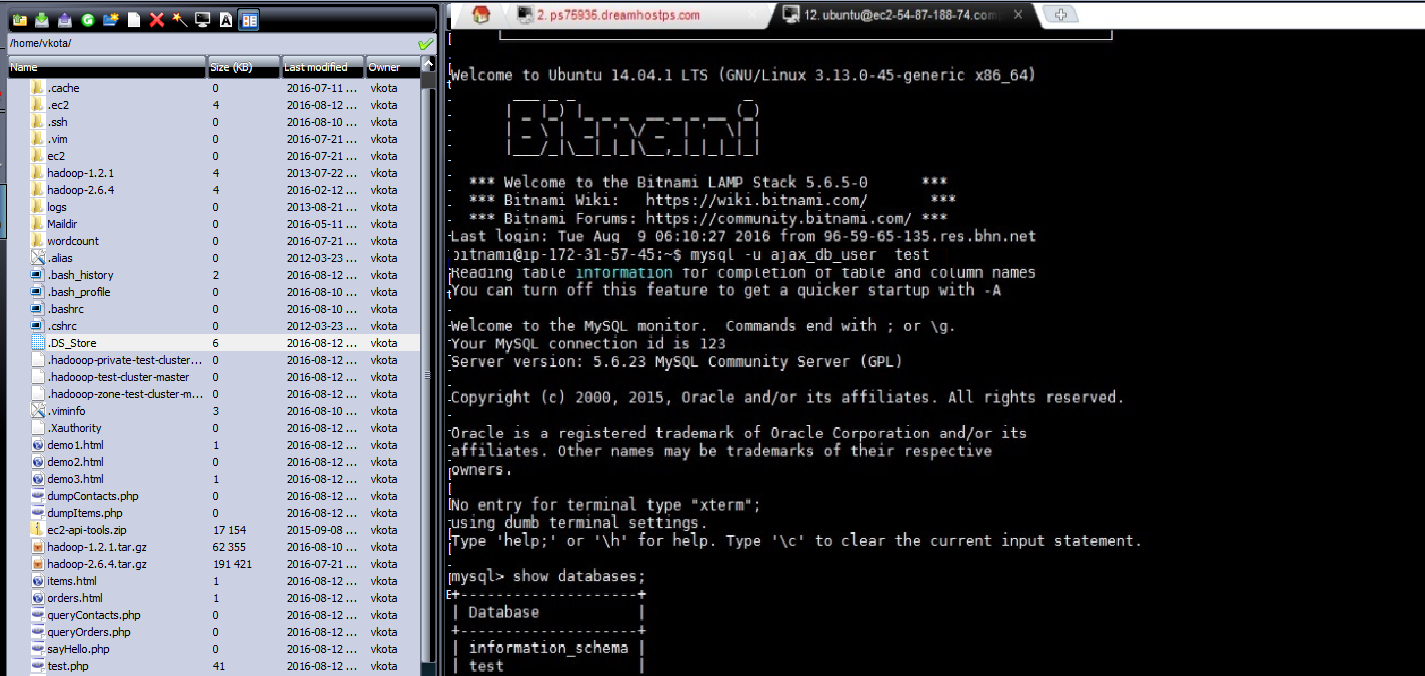 2. ps75935.dreamhostps.com
12. ubuntu@ec2-54-87-188-74.com
/home/vkota/
Name Size (KB) Last modified Owner
.cache 0 2016-07-11 ... vkota
.ec2 4 2016-08-12 ... vkota
.ssh 0 2016-08-10 ... vkota
.vim 0 2016-07-21 ... vkota
ec2 0 2016-07-21 ... vkota
hadoop-1.2.1 4 2013-07-22 ... vkota
hadoop-2.6.4 4 2016-02-12 ... vkota
logs 0 2013-08-21 ... vkota
Maildir 0 2016-05-11 ... vkota
wordcount 0 2016-07-21 ... vkota
.alias 0 2012-03-23 ... vkota
.bash_history 2 2016-08-12 ... vkota
.bash_profile 0 2016-08-10 ... vkota
.bashrc 0 2016-08-10 ... vkota
.cshrc 0 2012-03-23 ... vkota
.DS_Store 6 2016-08-12 ... vkota
.hadooop-private-test-cluster... 0 2016-08-12 ... vkota
.hadooop-test-cluster-master 0 2016-08-12 ... vkota
.hadooop-zone-test-cluster-m... 0 2016-08-12 ... vkota
.viminfo 3 2016-08-10 ... vkota
.Xauthority 0 2016-08-12 ... vkota
demo1.html 1 2016-08-12 ... vkota
demo2.html 0 2016-08-12 ... vkota
demo3.html 1 2016-08-12 ... vkota
dumpContacts.php 0 2016-08-12 ... vkota
dumpItems.php 0 2016-08-12 ... vkota
ec2-api-tools.zip 17 154 2015-09-08 ... vkota
hadoop-1.2.1.tar.gz 62 355 2016-08-10 ... vkota
hadoop-2.6.4.tar.gz 191 421 2016-07-21 ... vkota
items.html 1 2016-08-12 ... vkota
orders.html 1 2016-08-12 ... vkota
queryContacts.php 0 2016-08-12 ... vkota
queryOrders.php 0 2016-08-12 ... vkota
sayHello.php 0 2016-08-12 ... vkota
test.php 41 2016-08-12 ... vkota
Welcome to Ubuntu 14.04.1 LTS (GNU/Linux 3.13.0-45-generic x86_64)
Bitnami
*** Welcome to the Bitnami LAMP Stack 5.6.5-0 ***
*** Bitnami Wiki: https://wiki.bitnami.com/ ***
*** Bitnami Forums: https://community.bitnami.com/ ***
Last login: Tue Aug 9 06:10:27 2016 from 96-59-65-135.res.bhn.net
bitnami@ip-172-31-57-45:~$ mysql -u ajax_db_user test
Reading table information for completion of table and column names
You can turn off this feature to get a quicker startup with -A
Welcome to the MySQL monitor. Commands end with ; or \g.
Your MySQL connection id is 123
Server version: 5.6.23 MySQL Community Server (GPL)
Copyright (c) 2000, 2015, Oracle and/or its affiliates. All rights reserved.
Oracle is a registered trademark of Oracle Corporation and/or its
affiliates. Other names may be trademarks of their respective
owners.
No entry for terminal type "xterm";
using dumb terminal settings.
Type 'help;' or '\h' for help. Type '\c' to clear the current input statement.
mysql> show databases;
+--------------------+
| Database |
+--------------------+
| information_schema |
| test |